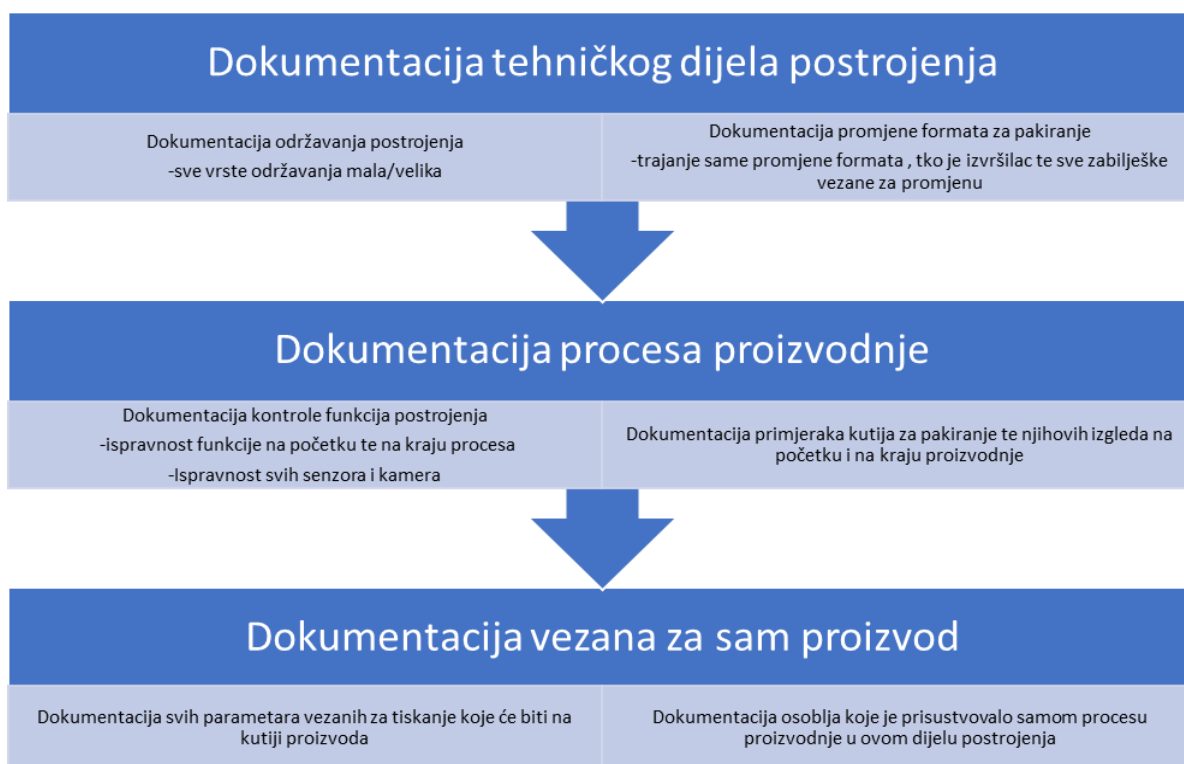 Dokumentacija tehničkog dijela postrojenja
Dokumentacija održavanja postrojenja
-sve vrste održavanja mala/velika
Dokumentacija promjene formata za pakiranje
-trajanje same promjene formata , tko je izvršilac te sve zabilješke
vezane za promjenu
Dokumentacija procesa proizvodnje
Dokumentacija kontrole funkcija postrojenja
-ispravnost funkcije na početku te na kraju procesa
-Ispravnost svih senzora i kamera
Dokumentacija primjeraka kutija za pakiranje te njihovih izgleda na
početku i na kraju proizvodnje
Dokumentacija vezana za sam proizvod
Dokumentacija svih parametara vezanih za tiskanje koje će biti na
kutiji proizvoda
Dokumentacija osoblja koje je prisustvovalo samom procesu
proizvodnje u ovom dijelu postrojenja